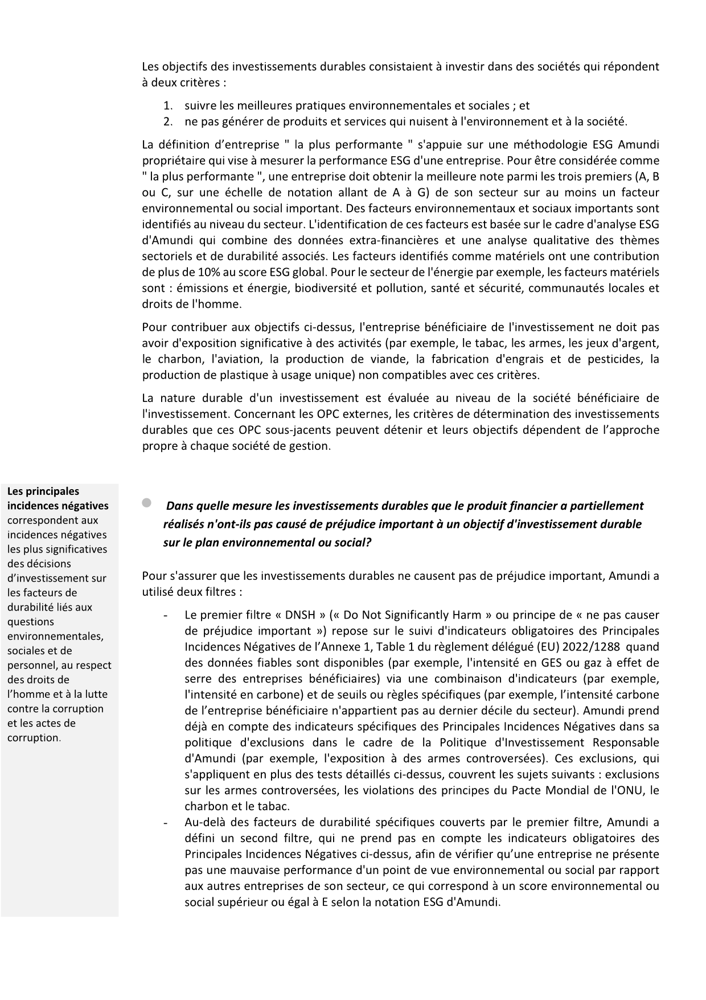 Les objectifs des investissements durables consistaient à investir dans des sociétés qui répondent
à deux critères :
1. suivre les meilleures pratiques environnementales et sociales ; et
2. ne pas générer de produits et services qui nuisent à l'environnement et à la société.
La définition d’entreprise " la plus performante " s'appuie sur une méthodologie ESG Amundi
propriétaire qui vise à mesurer la performance ESG d'une entreprise. Pour être considérée comme
" la plus performante ", une entreprise doit obtenir la meilleure note parmi les trois premiers (A, B
ou C, sur une échelle de notation allant de A à G) de son secteur sur au moins un facteur
environnemental ou social important. Des facteurs environnementaux et sociaux importants sont
identifiés au niveau du secteur. L'identification de ces facteurs est basée sur le cadre d'analyse ESG
d'Amundi qui combine des données extra-financières et une analyse qualitative des thèmes
sectoriels et de durabilité associés. Les facteurs identifiés comme matériels ont une contribution
de plus de 10% au score ESG global. Pour le secteur de l'énergie par exemple, les facteurs matériels
sont : émissions et énergie, biodiversité et pollution, santé et sécurité, communautés locales et
droits de l'homme.
Pour contribuer aux objectifs ci-dessus, l'entreprise bénéficiaire de l'investissement ne doit pas
avoir d'exposition significative à des activités (par exemple, le tabac, les armes, les jeux d'argent,
le charbon, l'aviation, la production de viande, la fabrication d'engrais et de pesticides, la
production de plastique à usage unique) non compatibles avec ces critères.
La nature durable d'un investissement est évaluée au niveau de la société bénéficiaire de
l'investissement. Concernant les OPC externes, les critères de détermination des investissements
durables que ces OPC sous-jacents peuvent détenir et leurs objectifs dépendent de l’approche
propre à chaque société de gestion.
Les principales
incidences négatives
correspondent aux
incidences négatives
les plus significatives
des décisions
d’investissement sur
les facteurs de
durabilité liés aux
questions
environnementales,
sociales et de
personnel, au respect
des droits de
l’homme et à la lutte
contre la corruption
et les actes de
corruption.
Dans quelle mesure les investissements durables que le produit financier a partiellement
réalisés n'ont-ils pas causé de préjudice important à un objectif d'investissement durable
sur le plan environnemental ou social?
Pour s'assurer que les investissements durables ne causent pas de préjudice important, Amundi a
utilisé deux filtres :
- Le premier filtre « DNSH » (« Do Not Significantly Harm » ou principe de « ne pas causer
de préjudice important ») repose sur le suivi d'indicateurs obligatoires des Principales
Incidences Négatives de l’Annexe 1, Table 1 du règlement délégué (EU) 2022/1288 quand
des données fiables sont disponibles (par exemple, l'intensité en GES ou gaz à effet de
serre des entreprises bénéficiaires) via une combinaison d'indicateurs (par exemple,
l'intensité en carbone) et de seuils ou règles spécifiques (par exemple, l’intensité carbone
de l’entreprise bénéficiaire n'appartient pas au dernier décile du secteur). Amundi prend
déjà en compte des indicateurs spécifiques des Principales Incidences Négatives dans sa
politique d'exclusions dans le cadre de la Politique d'Investissement Responsable
d'Amundi (par exemple, l'exposition à des armes controversées). Ces exclusions, qui
s'appliquent en plus des tests détaillés ci-dessus, couvrent les sujets suivants : exclusions
sur les armes controversées, les violations des principes du Pacte Mondial de l'ONU, le
charbon et le tabac.
- Au-delà des facteurs de durabilité spécifiques couverts par le premier filtre, Amundi a
défini un second filtre, qui ne prend pas en compte les indicateurs obligatoires des
Principales Incidences Négatives ci-dessus, afin de vérifier qu’une entreprise ne présente
pas une mauvaise performance d'un point de vue environnemental ou social par rapport
aux autres entreprises de son secteur, ce qui correspond à un score environnemental ou
social supérieur ou égal à E selon la notation ESG d'Amundi.